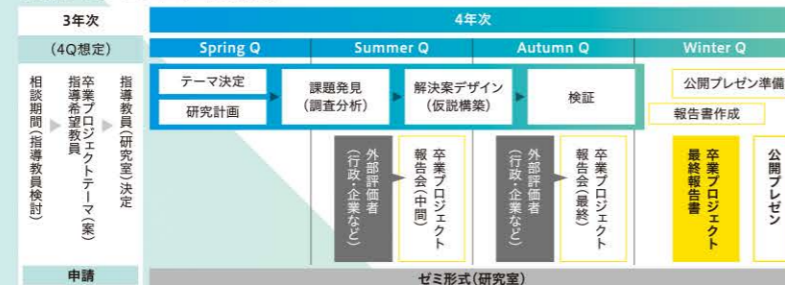 3年次
(4Q想定)
相談期間(指導教員検討)
卒業プロジェクトテーマ(案)
指導希望教員
指導教員(研究室)決定
申請
4年次
Spring Q
Summer Q
Autumn Q
Winter Q
テーマ決定
研究計画
課題発見
(調査分析)
解決案デザイン
(仮説構築)
検証
公開プレゼン準備
報告書作成
外部評価者
(行政・企業など)
卒業プロジェクト
報告会(中間)
外部評価者
(行政・企業など)
卒業プロジェクト
報告会(最終)
卒業プロジェクト
最終報告書
公開プレゼン
ゼミ形式(研究室)